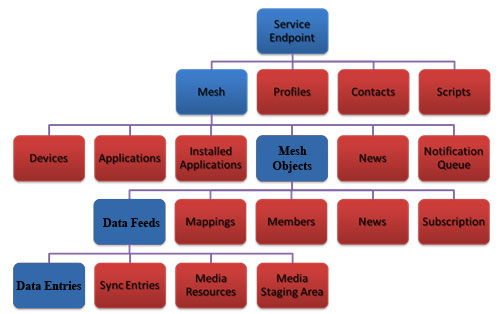 Service
Endpoint
Mesh
Profiles
Contacts
Scripts
Devices
Applications
Installed
Applications
Mesh
Objects
News
Notification
Queue
Data Feeds
Mappings
Members
News
Subscription
Data Entries
Sync Entries
Media
Resources
Media
Staging Area